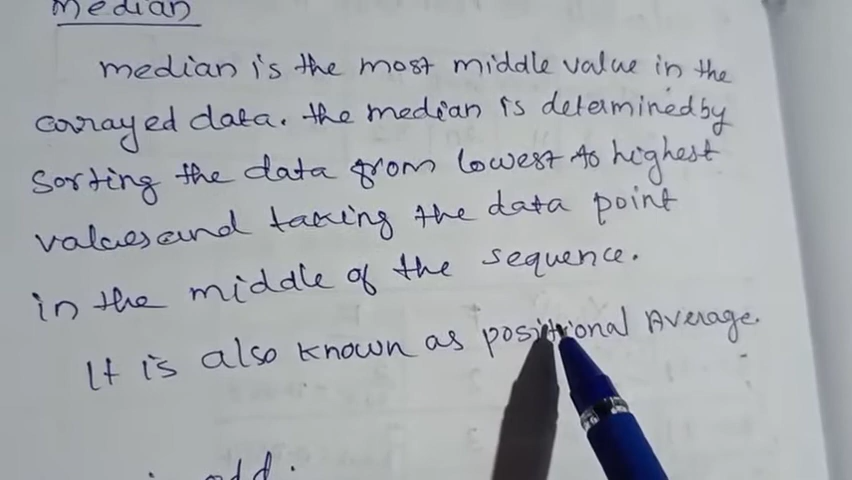 Median
median is the most middle value in the
arrayed data. the median is determined by
Sorting the data from lowest to highest
values and taking the data point
in the middle of the sequence.
It is also known as positional Average.
odd.